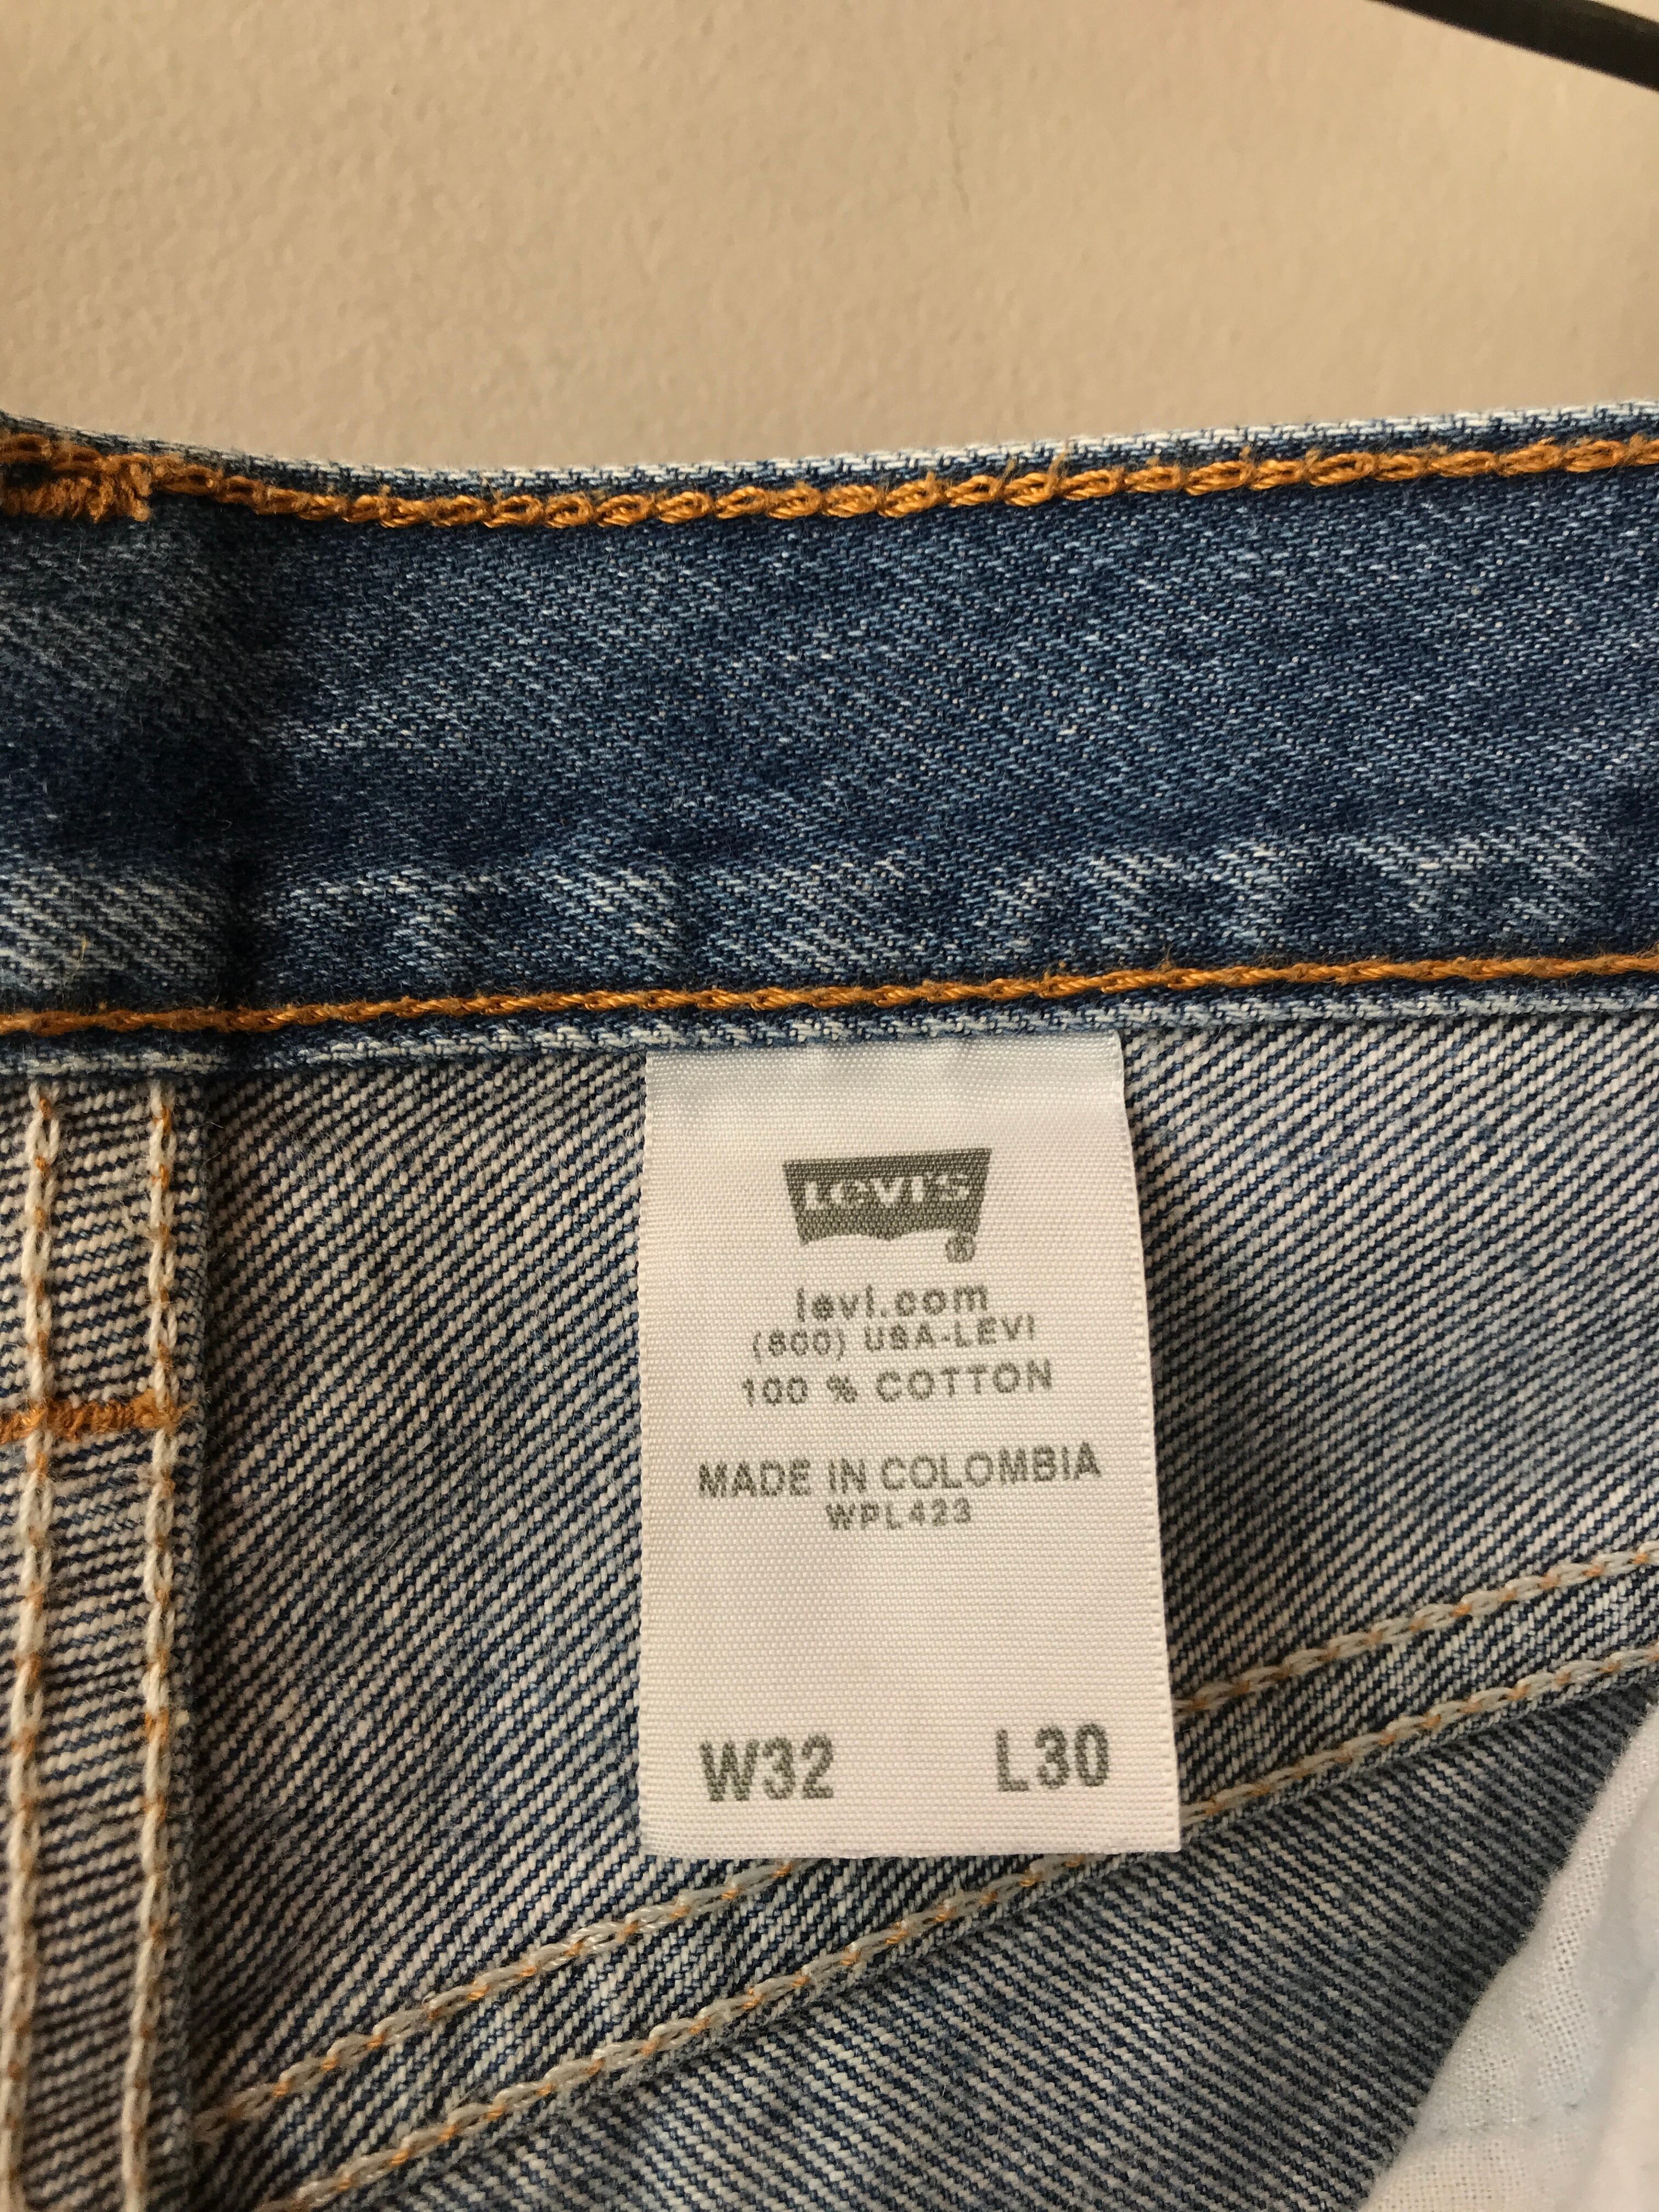 Levi's
®
levi.com
(800) USA-LEVI
100 % COTTON
MADE IN COLOMBIA
WPL423
W32 L30